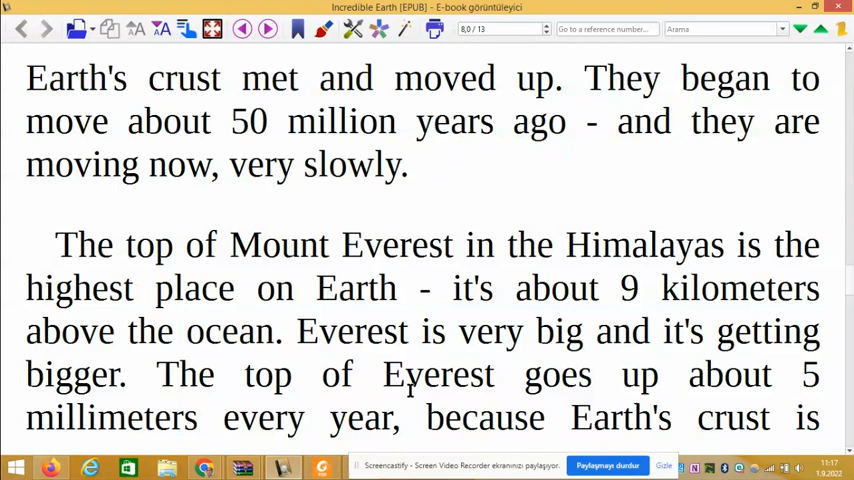 Incredible Earth [EPUB] - E-book görüntüleyici
8,0 / 13
Go to a reference number...
Arama
Earth's crust met and moved up. They began to
move about 50 million years ago - and they are
moving now, very slowly.
The top of Mount Everest in the Himalayas is the
highest place on Earth - it's about 9 kilometers
above the ocean. Everest is very big and it's getting
bigger. The top of Everest goes up about 5
millimeters every year, because Earth's crust is
Screencastify - Screen Video Recorder ekranınızı paylaşıyor.
Paylaşmayı durdur
Gizle
11:17
1.9.2022